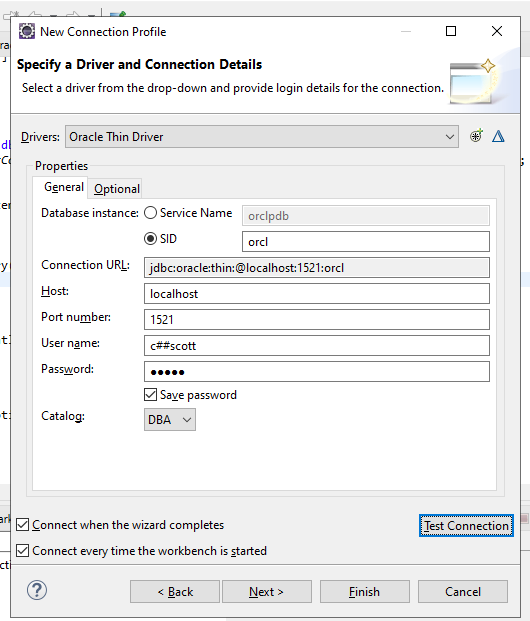 New Connection Profile
Specify a Driver and Connection Details
Select a driver from the drop-down and provide login details for the connection.
Drivers: Oracle Thin Driver
Properties
General Optional
Database instance: Service Name orclpdb
SID orcl
Connection URL: jdbc:oracle:thin:@localhost:1521:orcl
Host: localhost
Port number: 1521
User name: c##scott
Password: ●●●●●
Save password
Catalog: DBA
Connect when the wizard completes Test Connection
Connect every time the workbench is started
? < Back Next > Finish Cancel